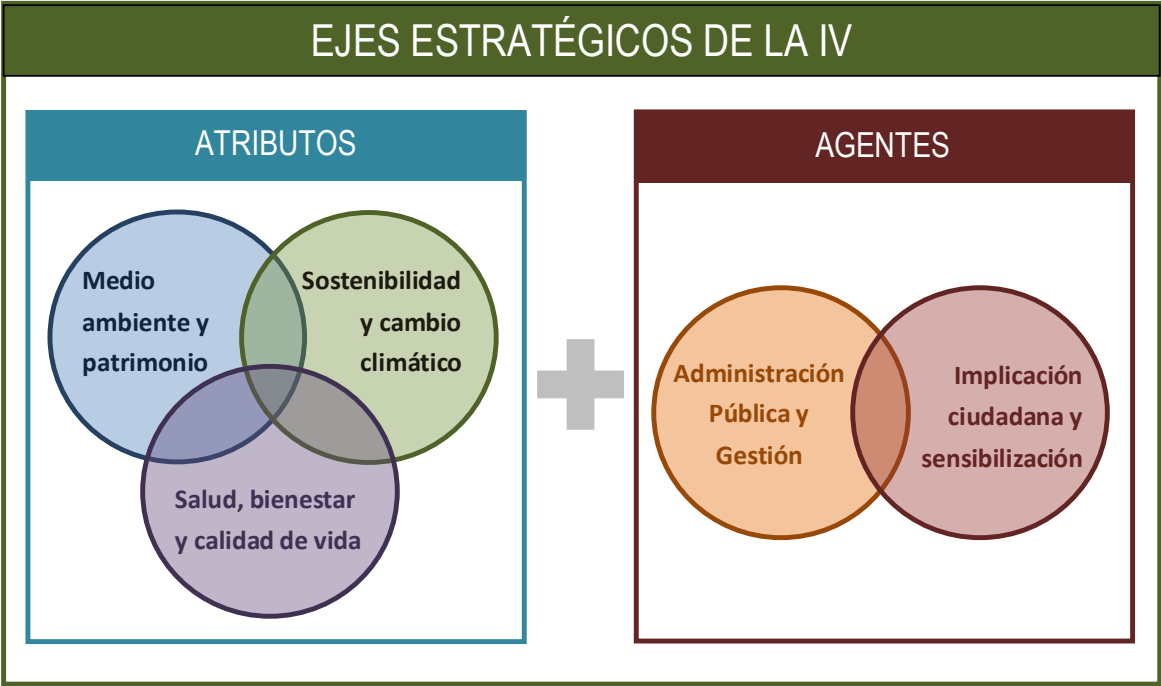 EJES ESTRATÉGICOS DE LA IV
ATRIBUTOS
Medio
ambiente y
patrimonio
Sostenibilidad
y cambio
climático
Salud, bienestar
y calidad de vida
AGENTES
Administración
Pública y
Gestión
Implicación
ciudadana y
sensibilización